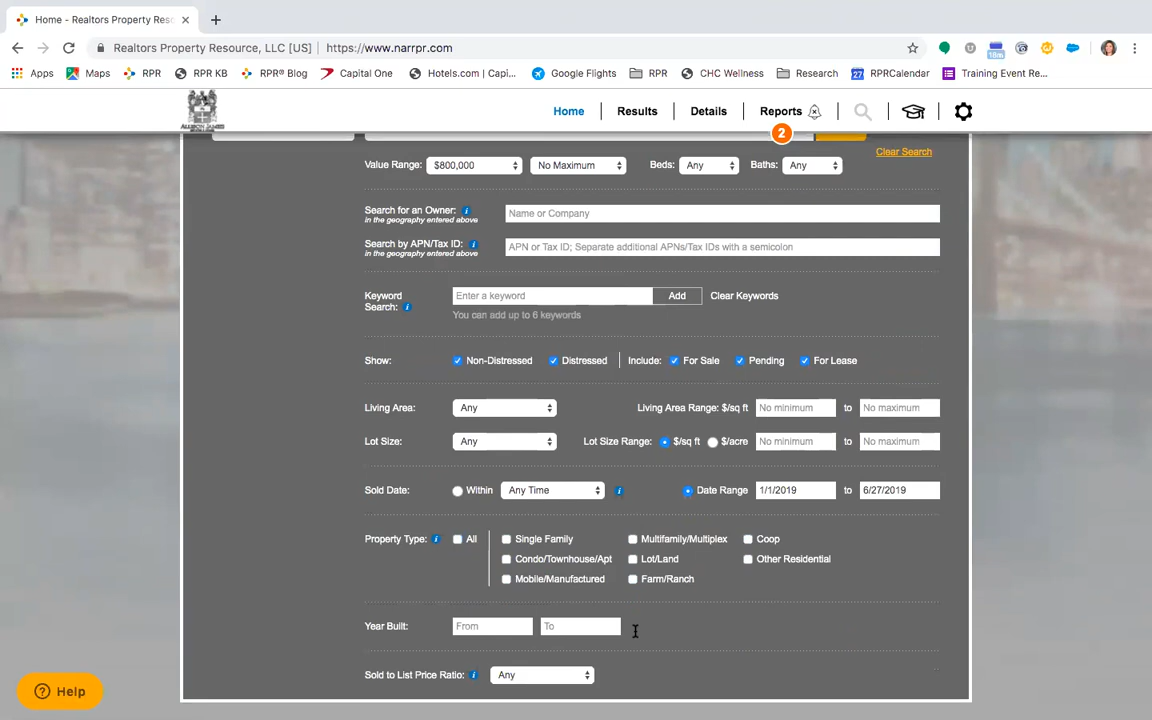 Home - Realtors Property Reso
Realtors Property Resource, LLC [US] | https://www.narrpr.com
Apps Maps RPR RPR KB RPR® Blog Capital One Hotels.com | Capi... Google Flights RPR CHC Wellness Research RPRCalendar Training Event Re...
ALLISON JAMES
Home Results Details Reports
2
Clear Search
Value Range: $800,000 No Maximum Beds: Any Baths: Any
Search for an Owner: Name or Company
in the geography entered above
Search by APN/Tax ID: APN or Tax ID; Separate additional APNs/Tax IDs with a semicolon
in the geography entered above
Keyword Search: Enter a keyword Add Clear Keywords
You can add up to 6 keywords
Show: Non-Distressed Distressed Include: For Sale Pending For Lease
Living Area: Any Living Area Range: $/sq ft No minimum to No maximum
Lot Size: Any Lot Size Range: $/sq ft $/acre No minimum to No maximum
Sold Date: Within Any Time Date Range 1/1/2019 to 6/27/2019
Property Type: All Single Family Multifamily/Multiplex Coop
Condo/Townhouse/Apt Lot/Land Other Residential
Mobile/Manufactured Farm/Ranch
Year Built: From To
Sold to List Price Ratio: Any
Help